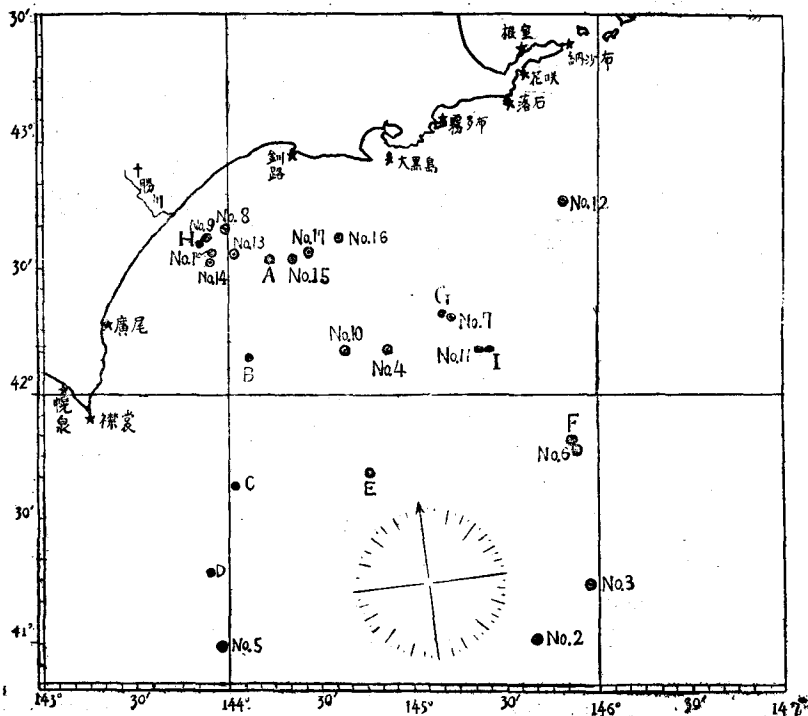 30'
根室
納沙布
花咲
落石
43°
霧多布
釧路
大黒島
十勝川
No.12
No.9
No.8
H
No.13
No.17
No.16
No.1
No.14
A
No.15
30'
G
No.7
廣尾
No.10
No.4
No.11
I
B
42°
幌泉
襟裳
F
No.6
C
E
30'
D
No.3
No.5
No.2
41°
143°
30'
144°
30'
145°
30'
146°
30'
147°